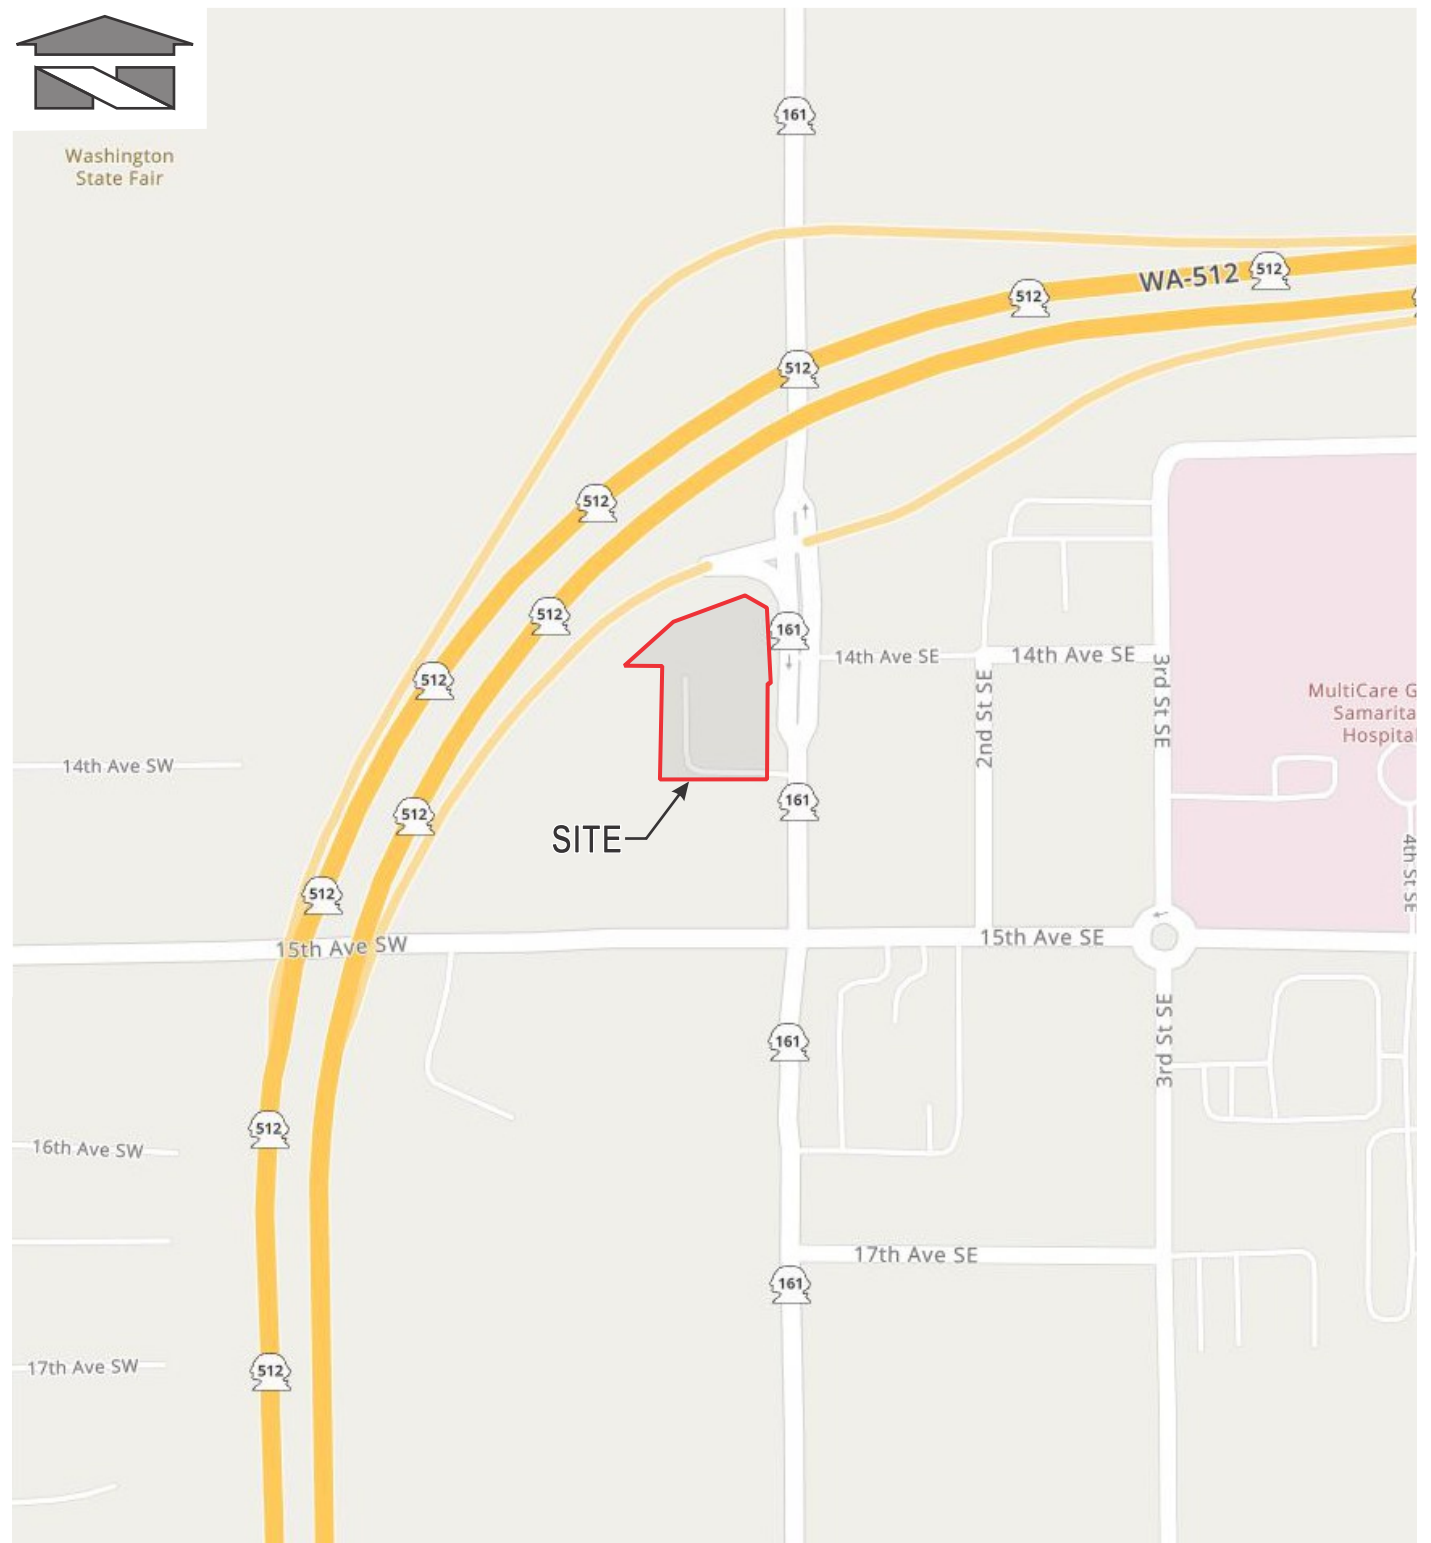 161
Washington
State Fair
512
WA-512
512
512
512
512
161
14th Ave SE
14th Ave SE
3rd St SE
2nd St SE
512
MultiCare G
Samarita
Hospital
14th Ave SW
161
512
SITE
4th St SE
512
15th Ave SW
15th Ave SE
3rd St SE
161
512
16th Ave SW
17th Ave SE
161
17th Ave SW
512